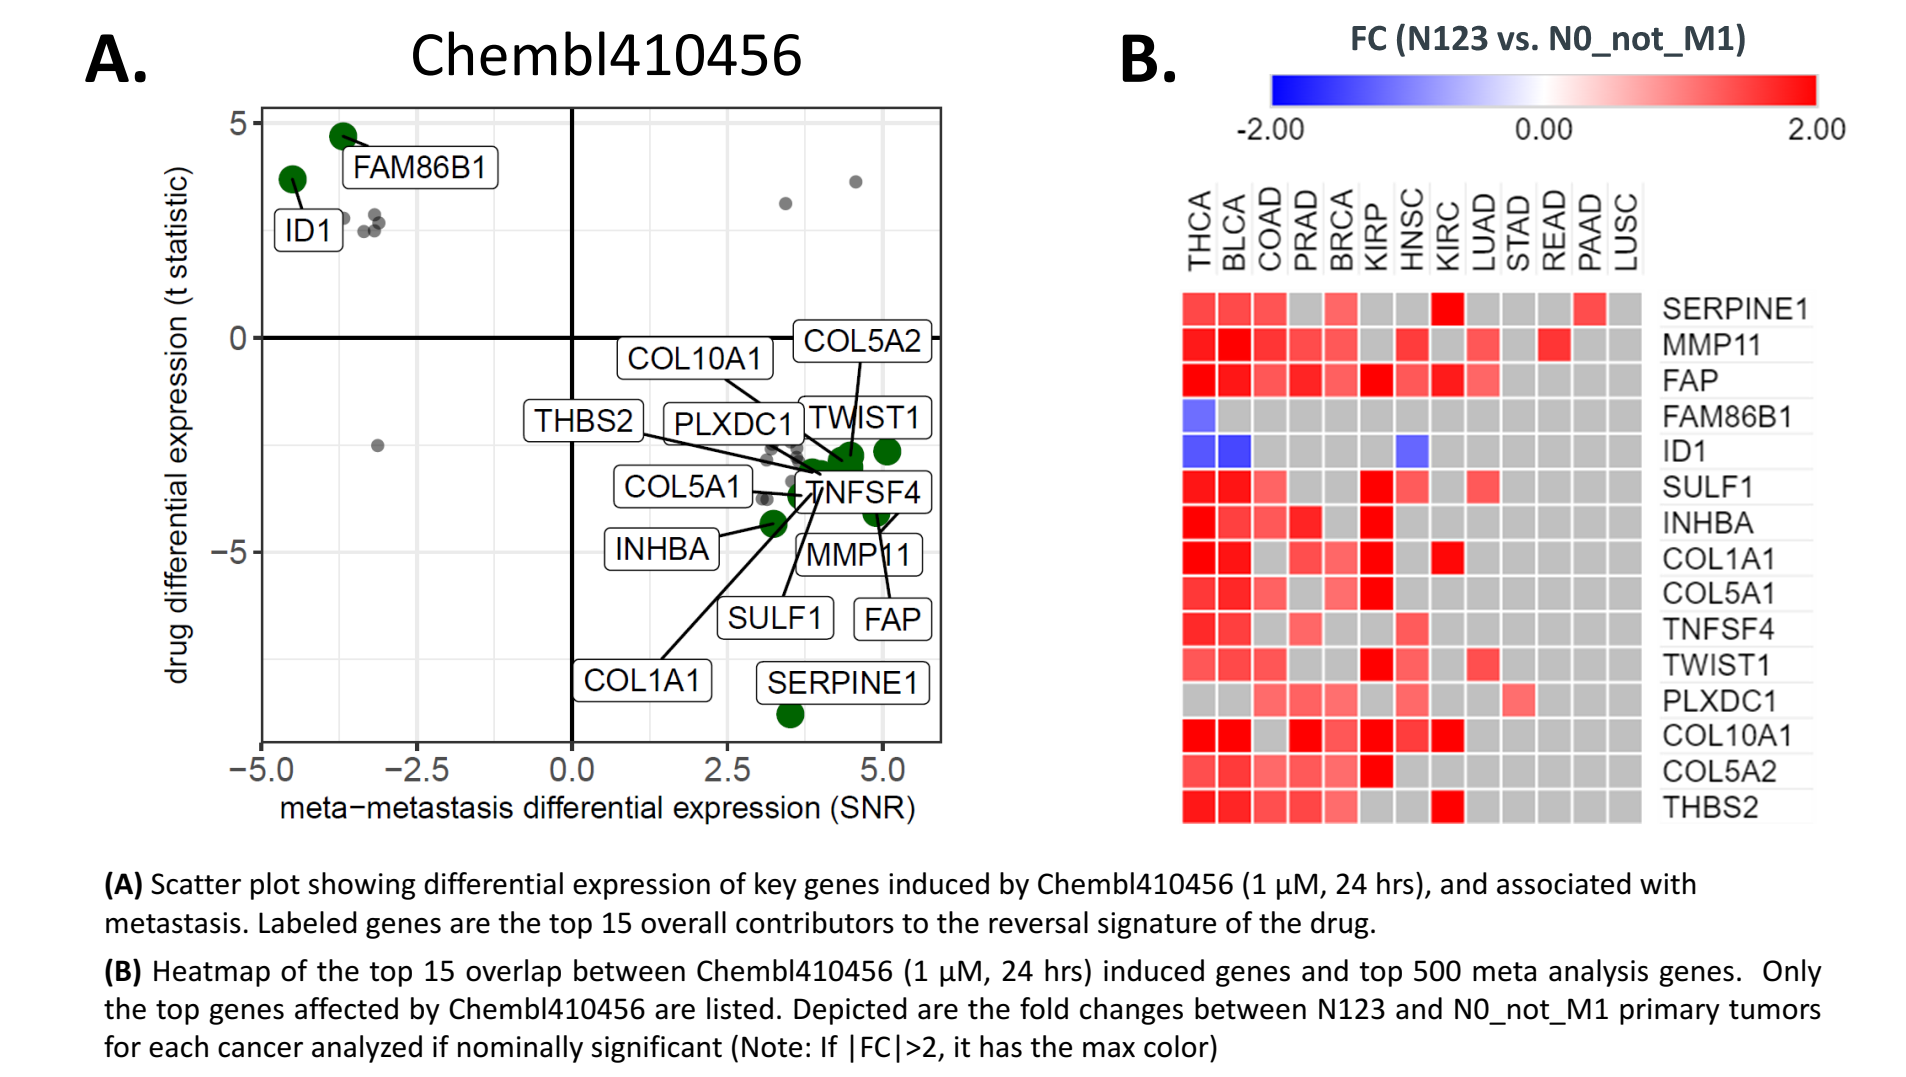 A.
Chembl410456
5
0
−5
drug differential expression (t statistic)
FAM86B1
ID1
COL5A2
COL10A1
TWIST1
THBS2
PLXDC1
COL5A1
TNFSF4
INHBA
MMP11
SULF1
FAP
COL1A1
SERPINE1
−5.0
−2.5
0.0
2.5
5.0
meta−metastasis differential expression (SNR)
B.
FC (N123 vs. N0_not_M1)
-2.00
0.00
2.00
THCA
BLCA
COAD
PRAD
BRCA
KIRP
HNSC
KIRC
LUAD
STAD
READ
PAAD
LUSC
SERPINE1
MMP11
FAP
FAM86B1
ID1
SULF1
INHBA
COL1A1
COL5A1
TNFSF4
TWIST1
PLXDC1
COL10A1
COL5A2
THBS2
(A) Scatter plot showing differential expression of key genes induced by Chembl410456 (1 µM, 24 hrs), and associated with
metastasis. Labeled genes are the top 15 overall contributors to the reversal signature of the drug.
(B) Heatmap of the top 15 overlap between Chembl410456 (1 µM, 24 hrs) induced genes and top 500 meta analysis genes. Only
the top genes affected by Chembl410456 are listed. Depicted are the fold changes between N123 and N0_not_M1 primary tumors
for each cancer analyzed if nominally significant (Note: If |FC|>2, it has the max color)